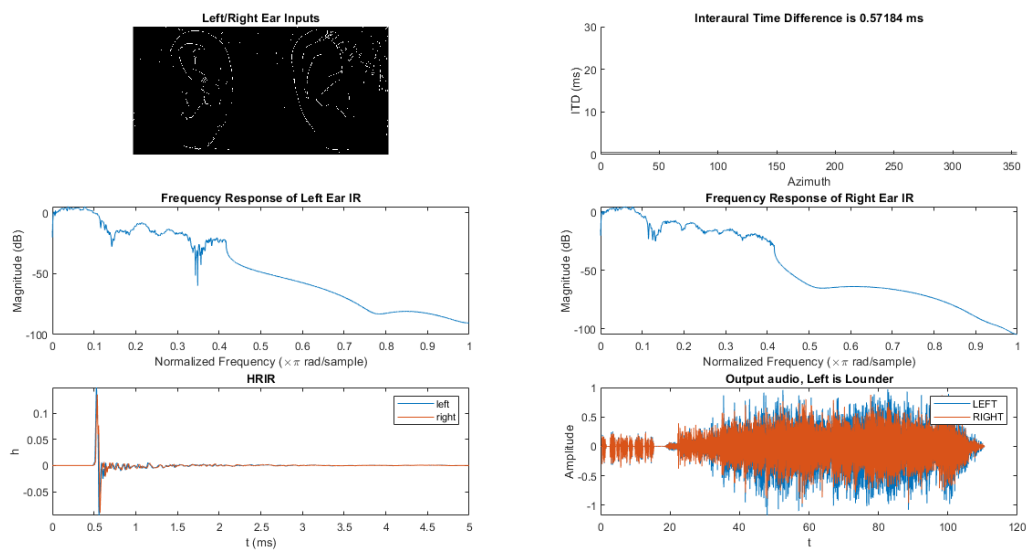 Left/Right Ear Inputs
Interaural Time Difference is 0.57184 ms
30
20
10
0
ITD (ms)
0 50 100 150 200 250 300 350
Azimuth
Frequency Response of Left Ear IR
0
-50
-100
Magnitude (dB)
0 0.1 0.2 0.3 0.4 0.5 0.6 0.7 0.8 0.9 1
Normalized Frequency (×π rad/sample)
Frequency Response of Right Ear IR
0
-50
-100
Magnitude (dB)
0 0.1 0.2 0.3 0.4 0.5 0.6 0.7 0.8 0.9 1
Normalized Frequency (×π rad/sample)
HRIR
left
right
0.1
0.05
0
-0.05
h
0 0.5 1 1.5 2 2.5 3 3.5 4 4.5 5
t (ms)
Output audio, Left is Lounder
LEFT
RIGHT
1
0.5
0
-0.5
-1
Amplitude
0 20 40 60 80 100 120
t